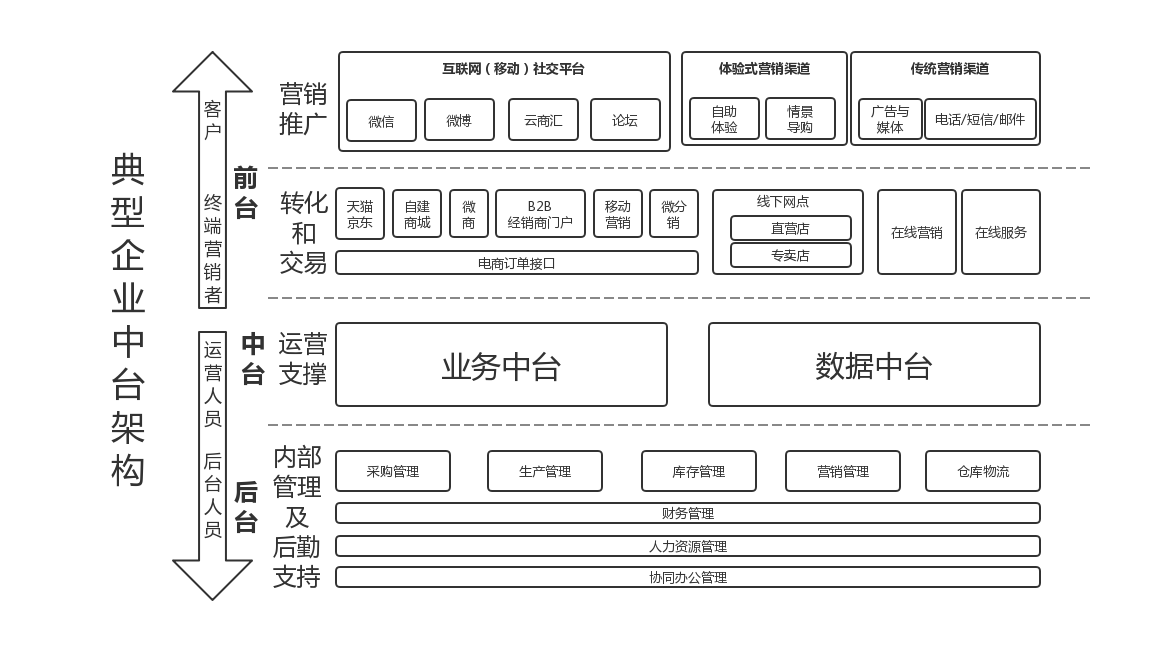 典型企业中台架构
客户
终端营销者
前台
营销
推广
互联网（移动）社交平台
微信
微博
云商汇
论坛
体验式营销渠道
自助
体验
情景
导购
传统营销渠道
广告与
媒体
电话/短信/邮件
转化
和
交易
天猫
京东
自建
商城
微
商
B2B
经销商门户
移动
营销
微分
销
电商订单接口
线下网点
直营店
专卖店
在线营销
在线服务
运营人员
后台人员
中台
运营
支撑
业务中台
数据中台
后台
内部
管理
及
后勤
支持
采购管理
生产管理
库存管理
营销管理
仓库物流
财务管理
人力资源管理
协同办公管理